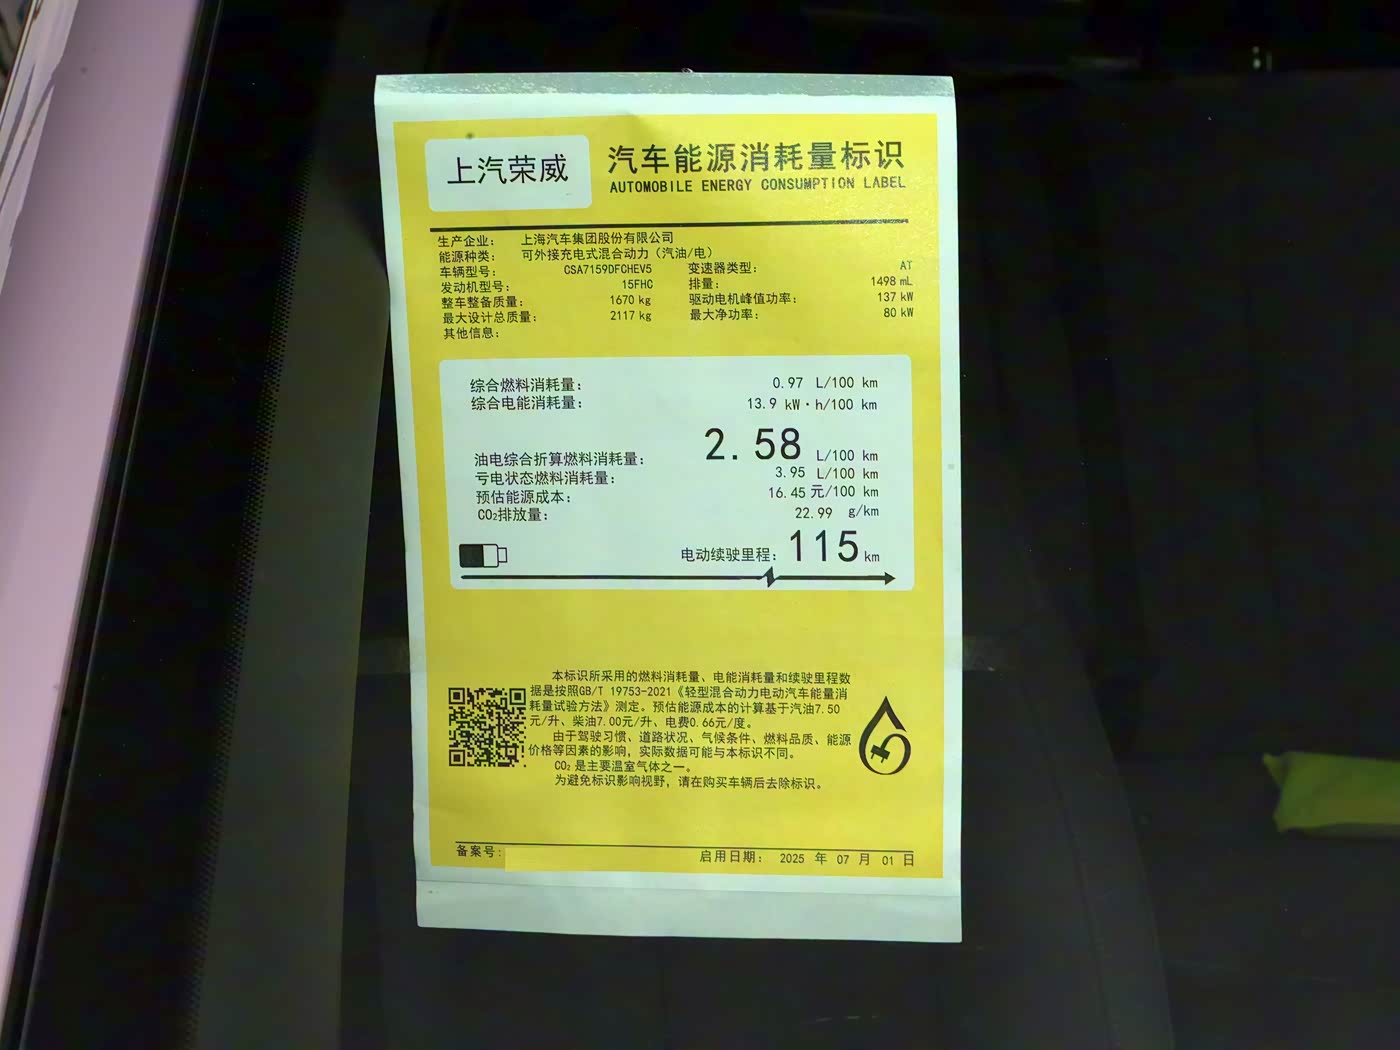 上汽荣威
汽车能源消耗量标识
AUTOMOBILE ENERGY CONSUMPTION LABEL
生产企业: 上海汽车集团股份有限公司
能源种类: 可外接充电式混合动力（汽油/电）
车辆型号: CSA7159DFCHEV5 变速器类型: AT
发动机型号: 15FHC 排量: 1498 mL
整车整备质量: 1670 kg 驱动电机峰值功率: 137 kW
最大设计总质量: 2117 kg 最大净功率: 80 kW
其他信息:
综合燃料消耗量: 0.97 L/100 km
综合电能消耗量: 13.9 kW·h/100 km
油电综合折算燃料消耗量: 2.58 L/100 km
亏电状态燃料消耗量: 3.95 L/100 km
预估能源成本: 16.45 元/100 km
CO₂排放量: 22.99 g/km
电动续驶里程: 115 km
本标识所采用的燃料消耗量、电能消耗量和续驶里程数
据是按照GB/T 19753-2021《轻型混合动力电动汽车能量消
耗量试验方法》测定。预估能源成本的计算基于汽油7.50
元/升、柴油7.00元/升、电费0.66元/度。
由于驾驶习惯、道路状况、气候条件、燃料品质、能源
价格等因素的影响，实际数据可能与本标识不同。
CO₂ 是主要温室气体之一。
为避免标识影响视野，请在购买车辆后去除标识。
备案号:
启用日期: 2025 年 07 月 01 日